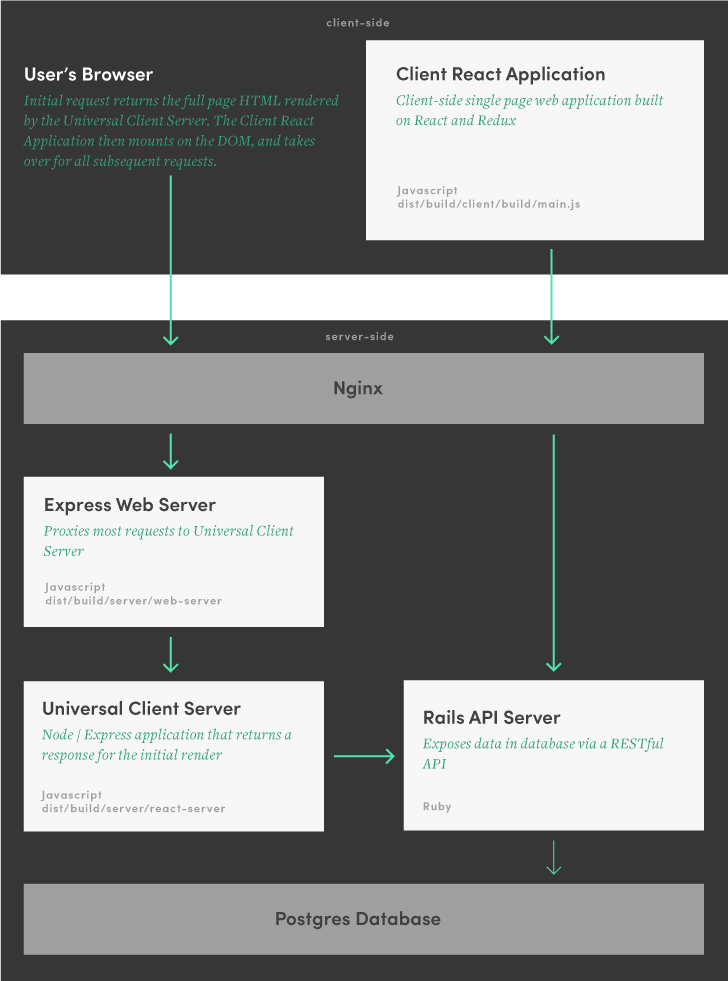 client-side
User’s Browser
Initial request returns the full page HTML rendered
by the Universal Client Server. The Client React
Application then mounts on the DOM, and takes
over for all subsequent requests.
Client React Application
Client-side single page web application built
on React and Redux
Javascript
dist/build/client/build/main.js
server-side
Nginx
Express Web Server
Proxies most requests to Universal Client
Server
Javascript
dist/build/server/web-server
Universal Client Server
Node / Express application that returns a
response for the initial render
Javascript
dist/build/server/react-server
Rails API Server
Exposes data in database via a RESTful
API
Ruby
Postgres Database